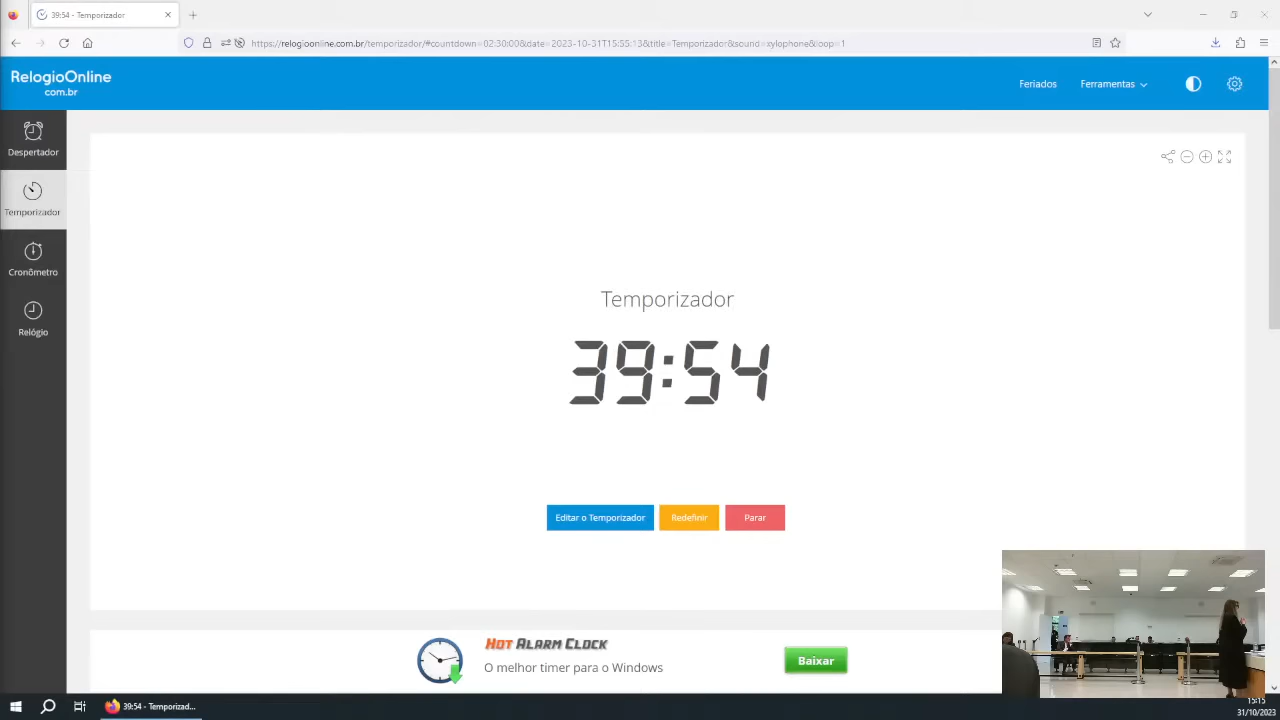 39:54 - Temporizador
https://relogioonline.com.br/temporizador/#countdown=02:30:00&date=2023-10-31T15:55:13&title=Temporizador&sound=xylophone&loop=1
RelogioOnline
com.br
Feriados
Ferramentas
Despertador
Temporizador
Cronômetro
Relógio
Temporizador
39:54
Editar o Temporizador
Redefinir
Parar
Hot Alarm Clock
O melhor timer para o Windows
Baixar
39:54 - Temporizad...
15:15
31/10/2023